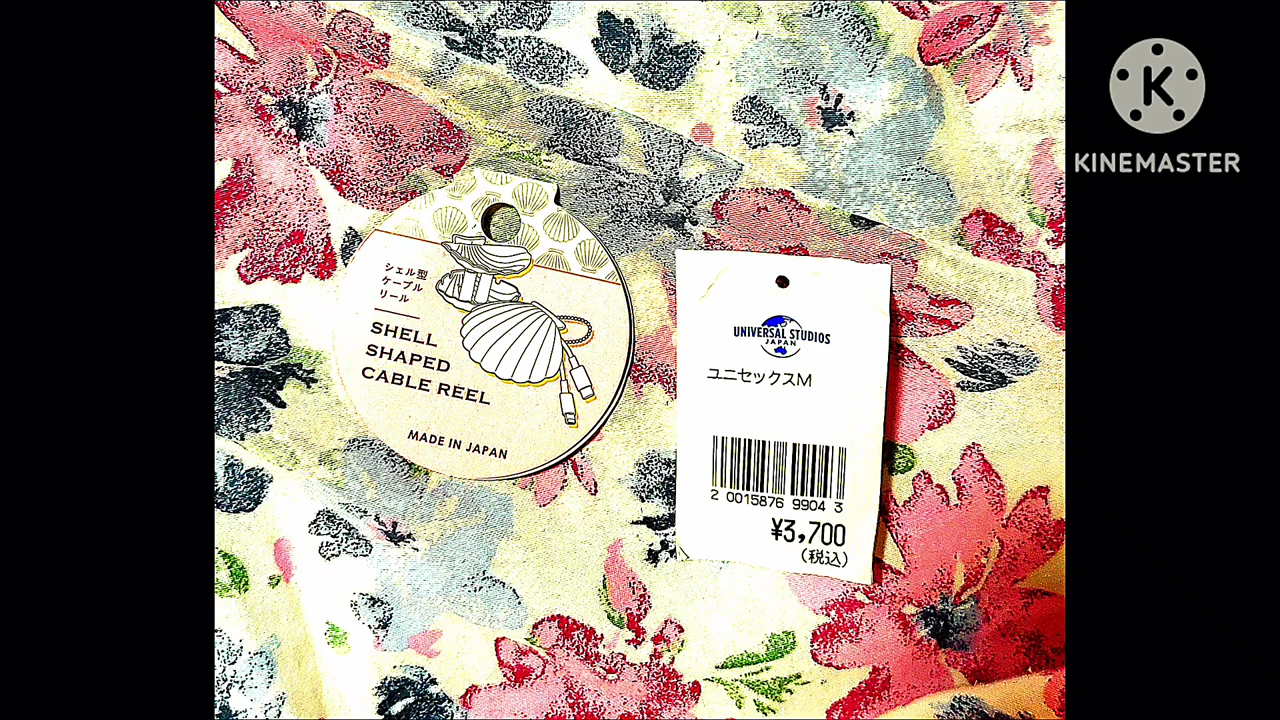 シェル型
ケーブル
リール
SHELL
SHAPED
CABLE REEL
MADE IN JAPAN
UNIVERSAL STUDIOS
JAPAN
ユニセックスM
2 0015876 9904 3
¥3,700
(税込)
K
KINEMASTER